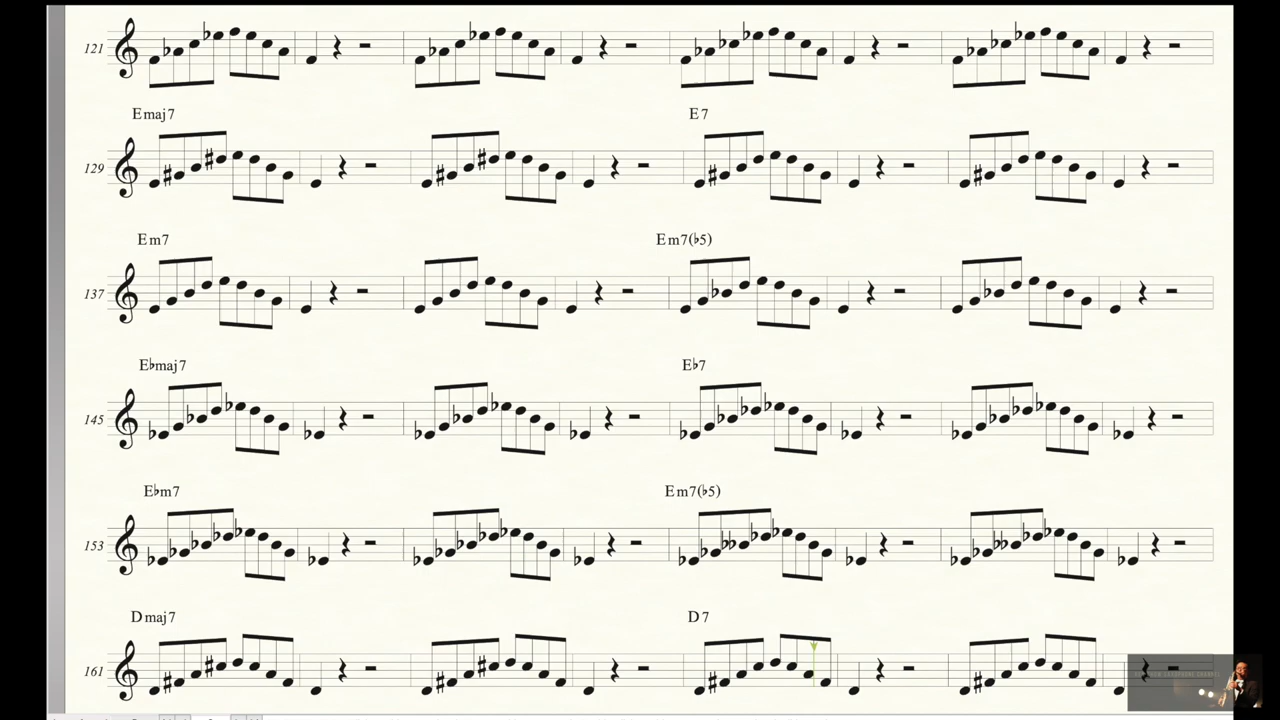 121
Emaj7 E7
129
Em7 Em7(♭5)
137
E♭maj7 E♭7
145
E♭m7 Em7(♭5)
153
Dmaj7 D7
161